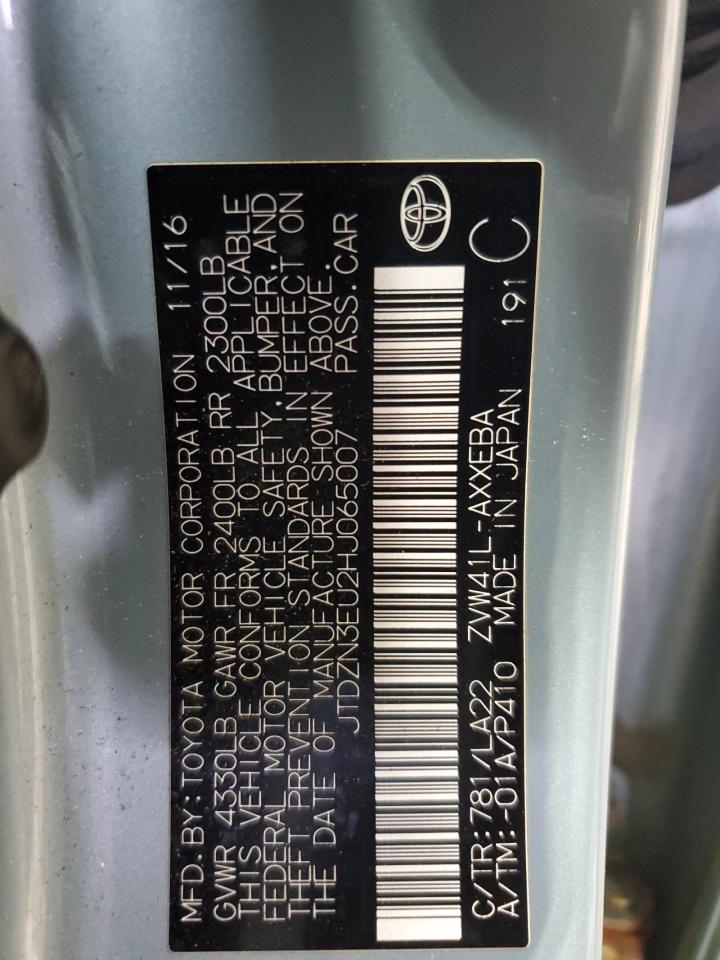 MFD.BY:TOYOTA MOTOR CORPORATION 11/16
GVWR 4330LB GAWR FR 2400LB RR 2300LB
THIS VEHICLE CONFORMS TO ALL APPLICABLE
FEDERAL MOTOR VEHICLE SAFETY,BUMPER,AND
THEFT PREVENTION STANDARDS IN EFFECT ON
THE DATE OF MANUFACTURE SHOWN ABOVE.
JTDZN3EU2HJ065007 PASS.CAR
C/TR:781/LA22 ZVW41L-AXXEBA
A/TM:-01A/P410 MADE IN JAPAN 191 C